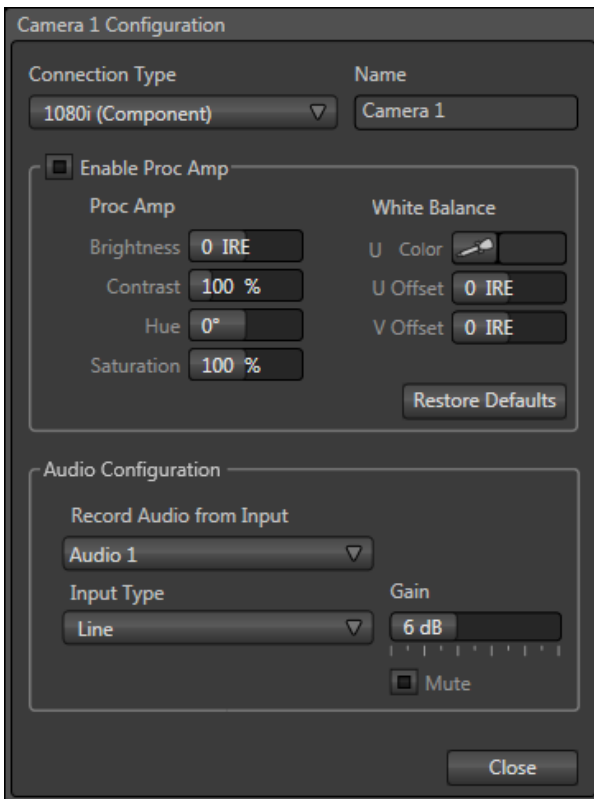 Camera 1 Configuration
Connection Type Name
1080i (Component) Camera 1
Enable Proc Amp
Proc Amp White Balance
Brightness 0 IRE U Color
Contrast 100 % U Offset 0 IRE
Hue 0° V Offset 0 IRE
Saturation 100 %
Restore Defaults
Audio Configuration
Record Audio from Input
Audio 1
Input Type Gain
Line 6 dB
Mute
Close